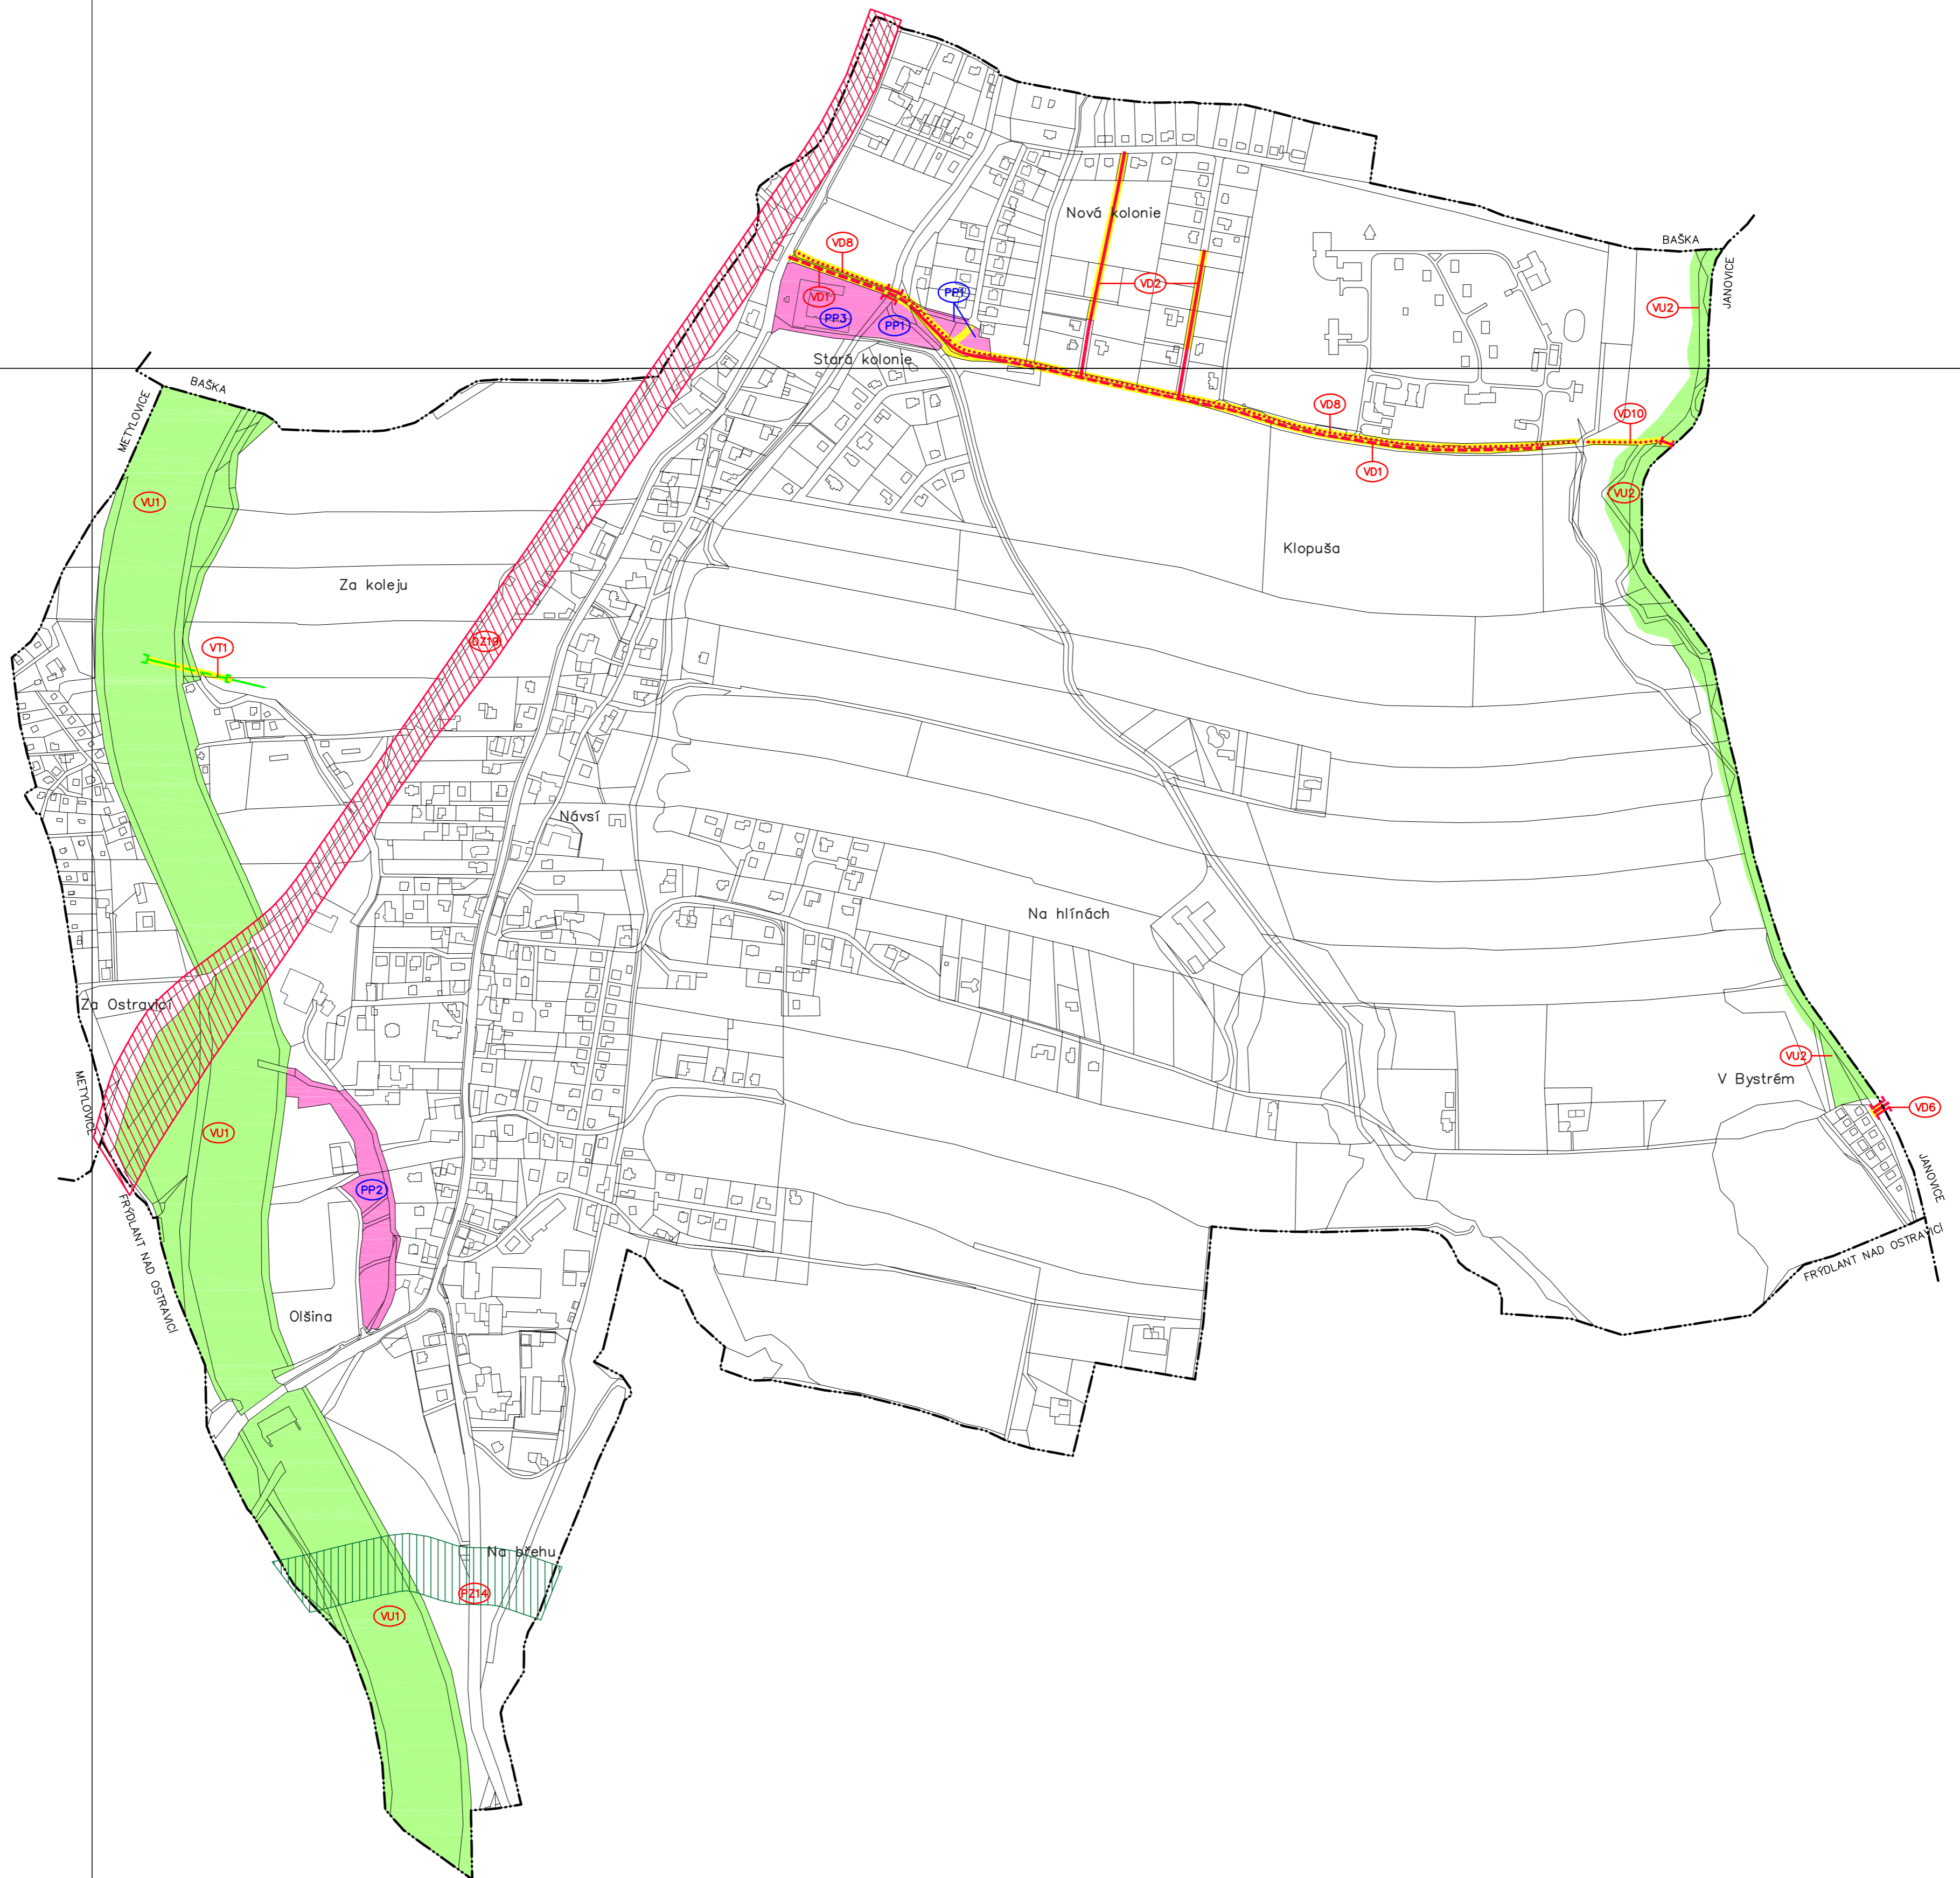 Nová kolonie
BAŠKA
VD8
JANOVICE
VD2
PP1
VD1
VU2
PP3
PP1
Stará kolonie
BAŠKA
METYLOVICE
VD8
VD10
VD1
VU1
VU2
Klopuša
Za koleju
DZ19
VT1
Návsí
Na hlínách
Za Ostravicí
VU2
V Bystrém
METYLOVICE
VD6
VU1
JANOVICE
PP2
FRÝDLANT NAD OSTRAVICÍ
FRÝDLANT NAD OSTRAVICÍ
Olšina
Na břehu
PZ14
VU1